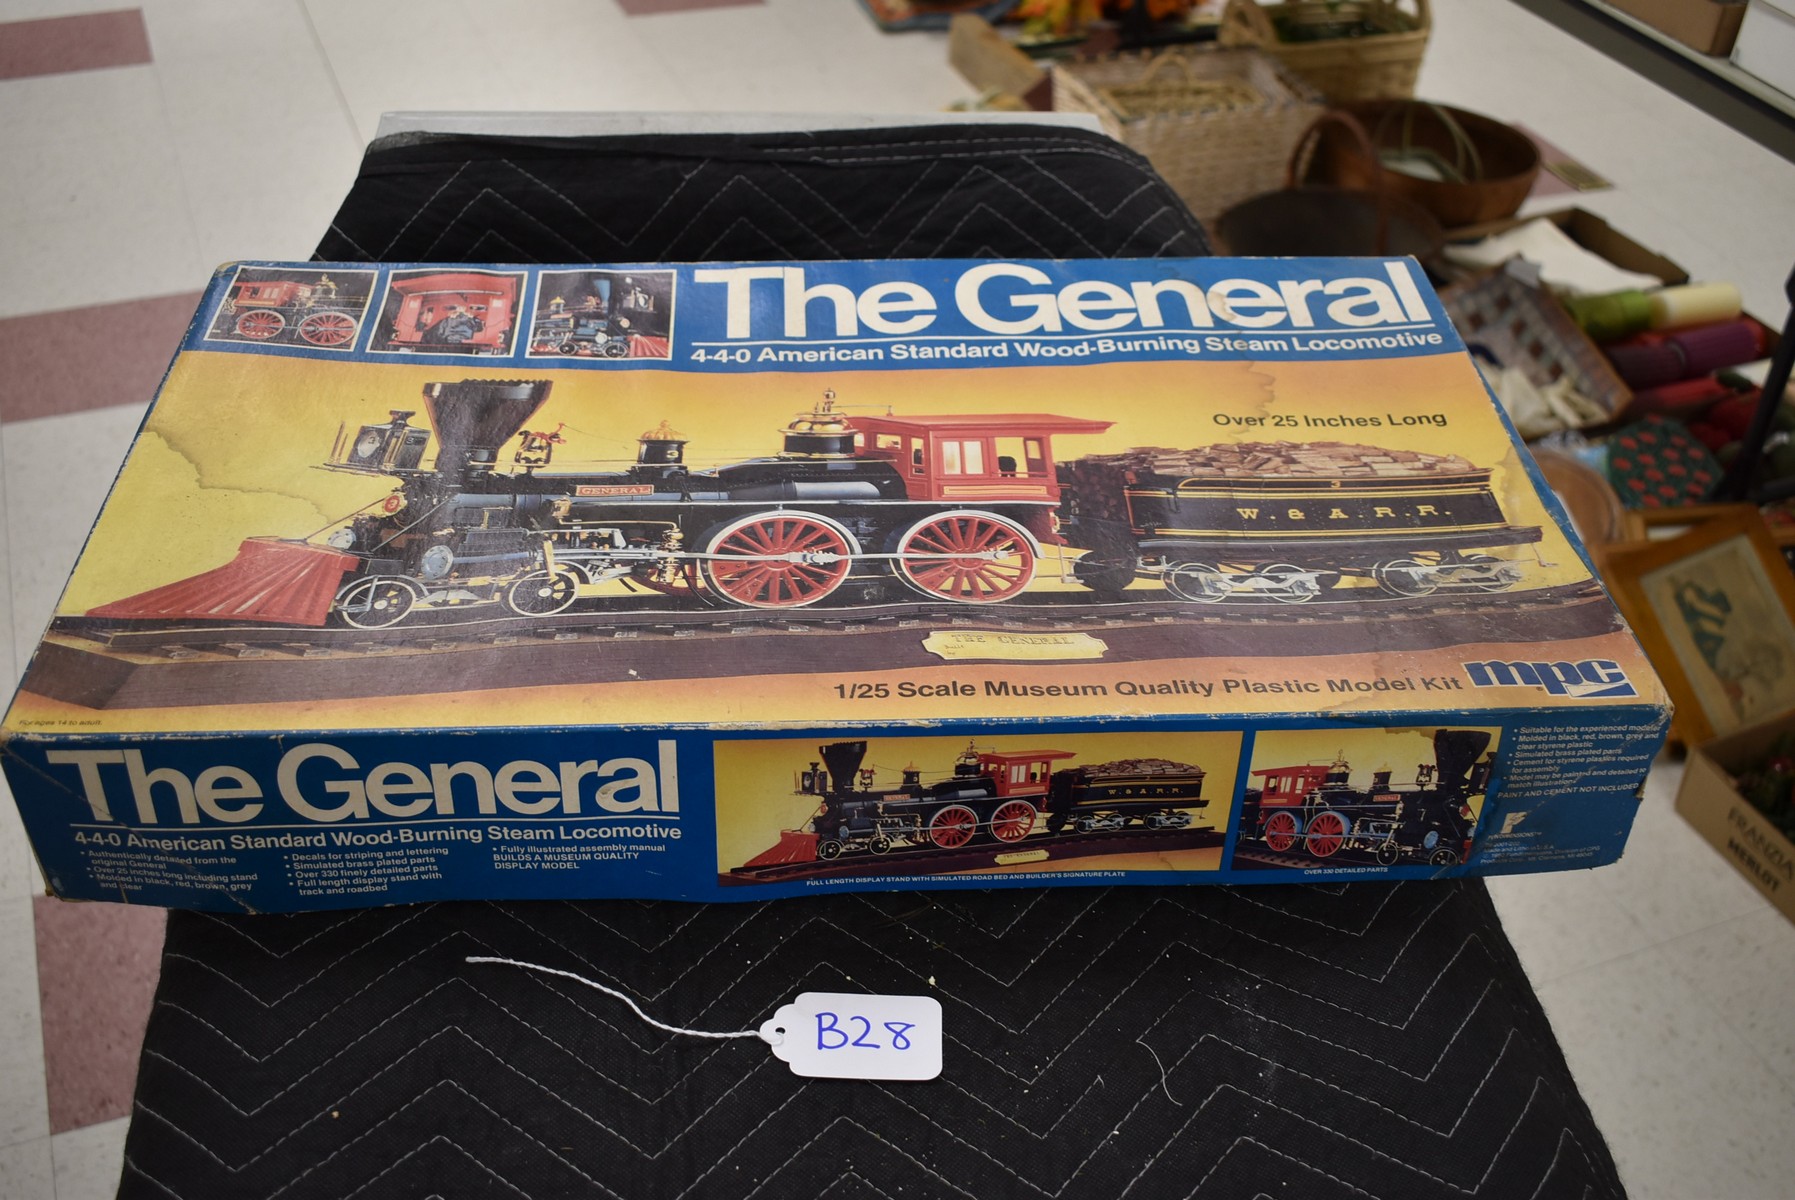 The General
4-4-0 American Standard Wood-Burning Steam Locomotive
Over 25 Inches Long
3
GENERAL
3
W. & A. R. R.
THE GENERAL
1/25 Scale Museum Quality Plastic Model Kit
mpc
For ages 14 to adult
The General
4-4-0 American Standard Wood-Burning Steam Locomotive
• Authentically detailed from the
original General
• Over 25 inches long including stand
• Molded in black, red, brown, grey
and clear
• Decals for striping and lettering
• Simulated brass plated parts
• Over 330 finely detailed parts
• Full length display stand with
track and roadbed
• Fully illustrated assembly manual
BUILDS A MUSEUM QUALITY
DISPLAY MODEL
W. & A. R. R.
FULL LENGTH DISPLAY STAND WITH SIMULATED ROAD BED AND BUILDER'S SIGNATURE PLATE
OVER 330 DETAILED PARTS
• Suitable for the experienced modeler
• Molded in black, red, brown, grey and
clear styrene plastic
• Simulated brass plated parts
• Cement for styrene plastics required
for assembly
• Model may be painted and detailed to
match illustrations
PAINT AND CEMENT NOT INCLUDED
B28
FRANZIA
MERLOT